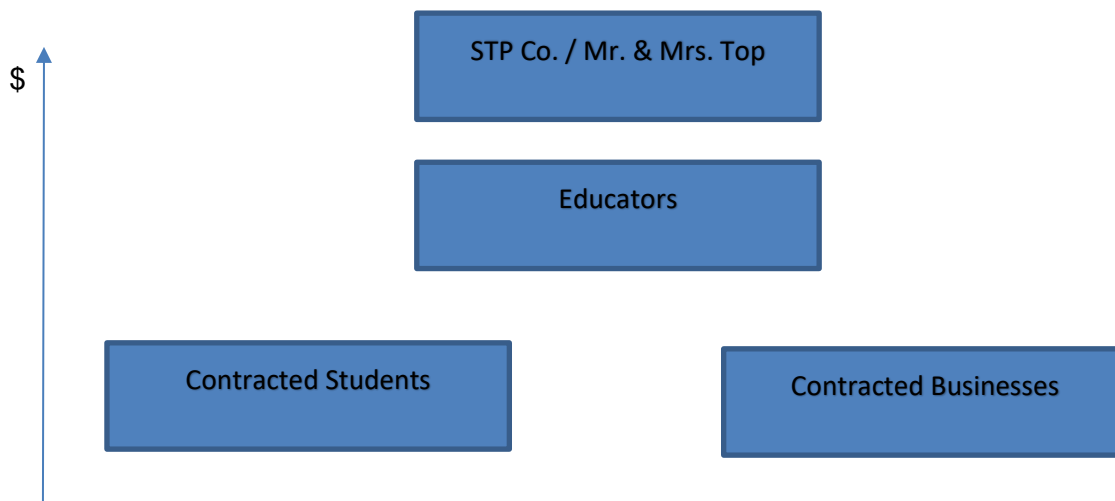 STP Co. / Mr. & Mrs. Top
$
Educators
Contracted Students
Contracted Businesses